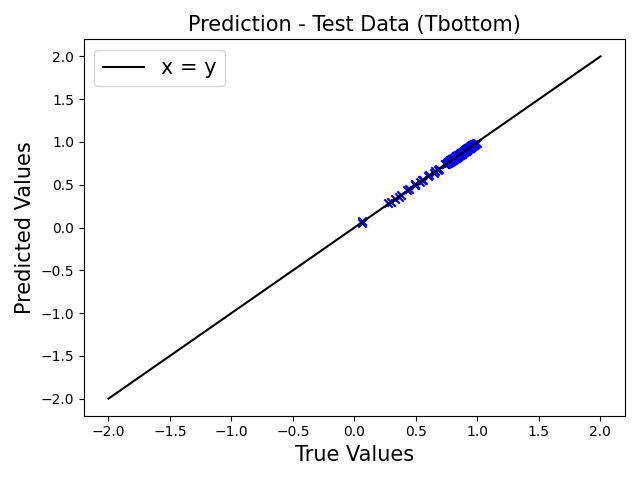 Prediction - Test Data (Tbottom)
x = y
Predicted Values
2.0
1.5
1.0
0.5
0.0
−0.5
−1.0
−1.5
−2.0
−2.0 −1.5 −1.0 −0.5 0.0 0.5 1.0 1.5 2.0
True Values